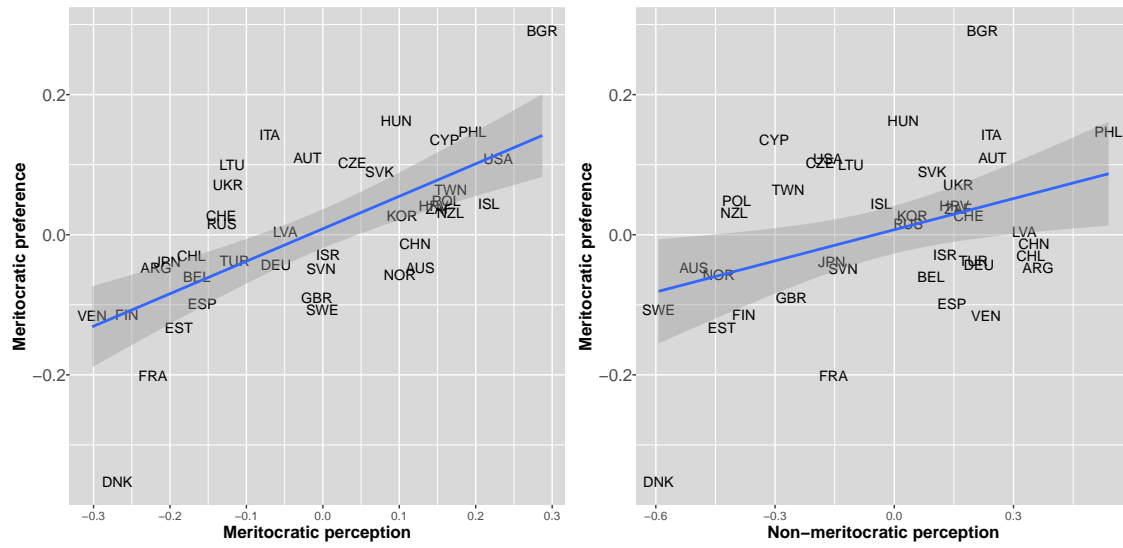 BGR
0.2
HUN
PHL
ITA
CYP
AUT
USA
LTU
CZE
SVK
UKR
TWN
POL
ISL
HRV
ZAF
CHE
KOR
NZL
RUS
0.0
LVA
CHN
CHL
ISR
JPN
TUR
ARG
DEU
SVN
AUS
BEL
NOR
ESP
GBR
SWE
VEN
FIN
EST
−0.2
FRA
DNK
Meritocratic preference
−0.3 −0.2 −0.1 0.0 0.1 0.2 0.3
Meritocratic perception
BGR
0.2
HUN
PHL
ITA
CYP
AUT
USA
CZE
LTU
SVK
UKR
TWN
POL
ISL
HRV
ZAF
NZL
KOR
CHE
RUS
0.0
LVA
CHN
ISR
CHL
JPN
TUR
DEU
AUS
SVN
ARG
NOR
BEL
GBR
ESP
SWE
FIN
VEN
EST
−0.2
FRA
DNK
Meritocratic preference
−0.6 −0.3 0.0 0.3
Non−meritocratic perception